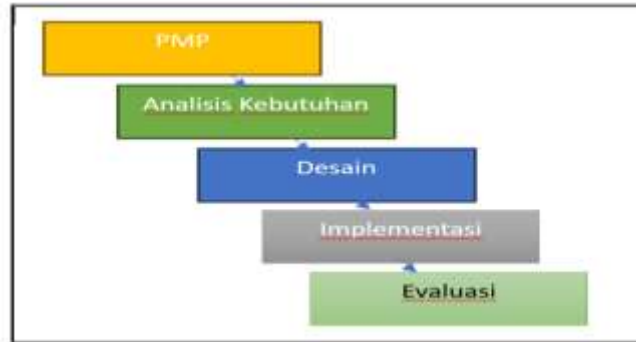 PMP
Analisis Kebutuhan
Desain
Implementasi
Evaluasi